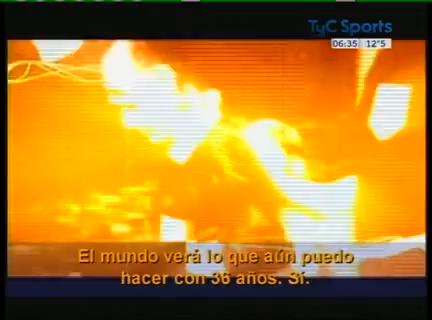 TyC Sports
06:35 12°5
El mundo verá lo que aún puedo
hacer con 36 años. Sí.